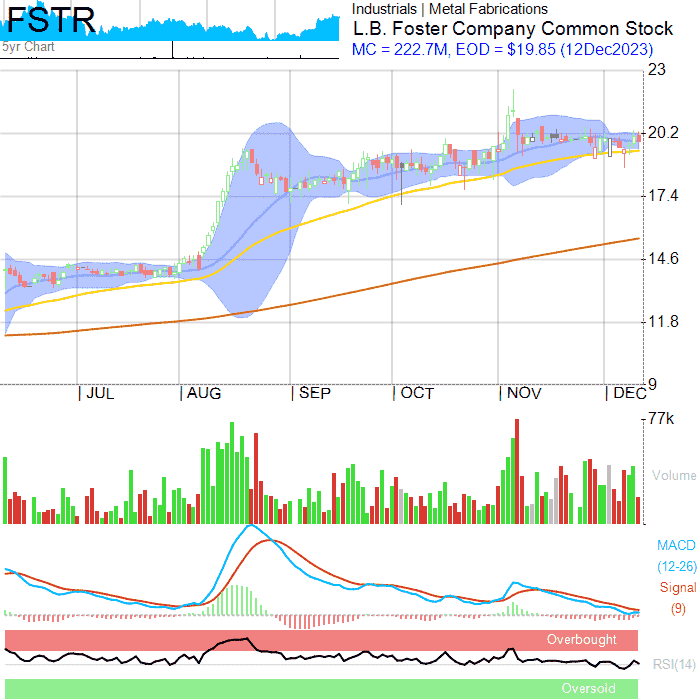 FSTR
5yr Chart
Industrials | Metal Fabrications
L.B. Foster Company Common Stock
MC = 222.7M, EOD = $19.85 (12Dec2023)
23
20.2
17.4
14.6
11.8
9
| JUL | AUG | SEP | OCT | NOV | DEC
77k
Volume
MACD
(12-26)
Signal
(9)
Overbought
RSI(14)
Oversold